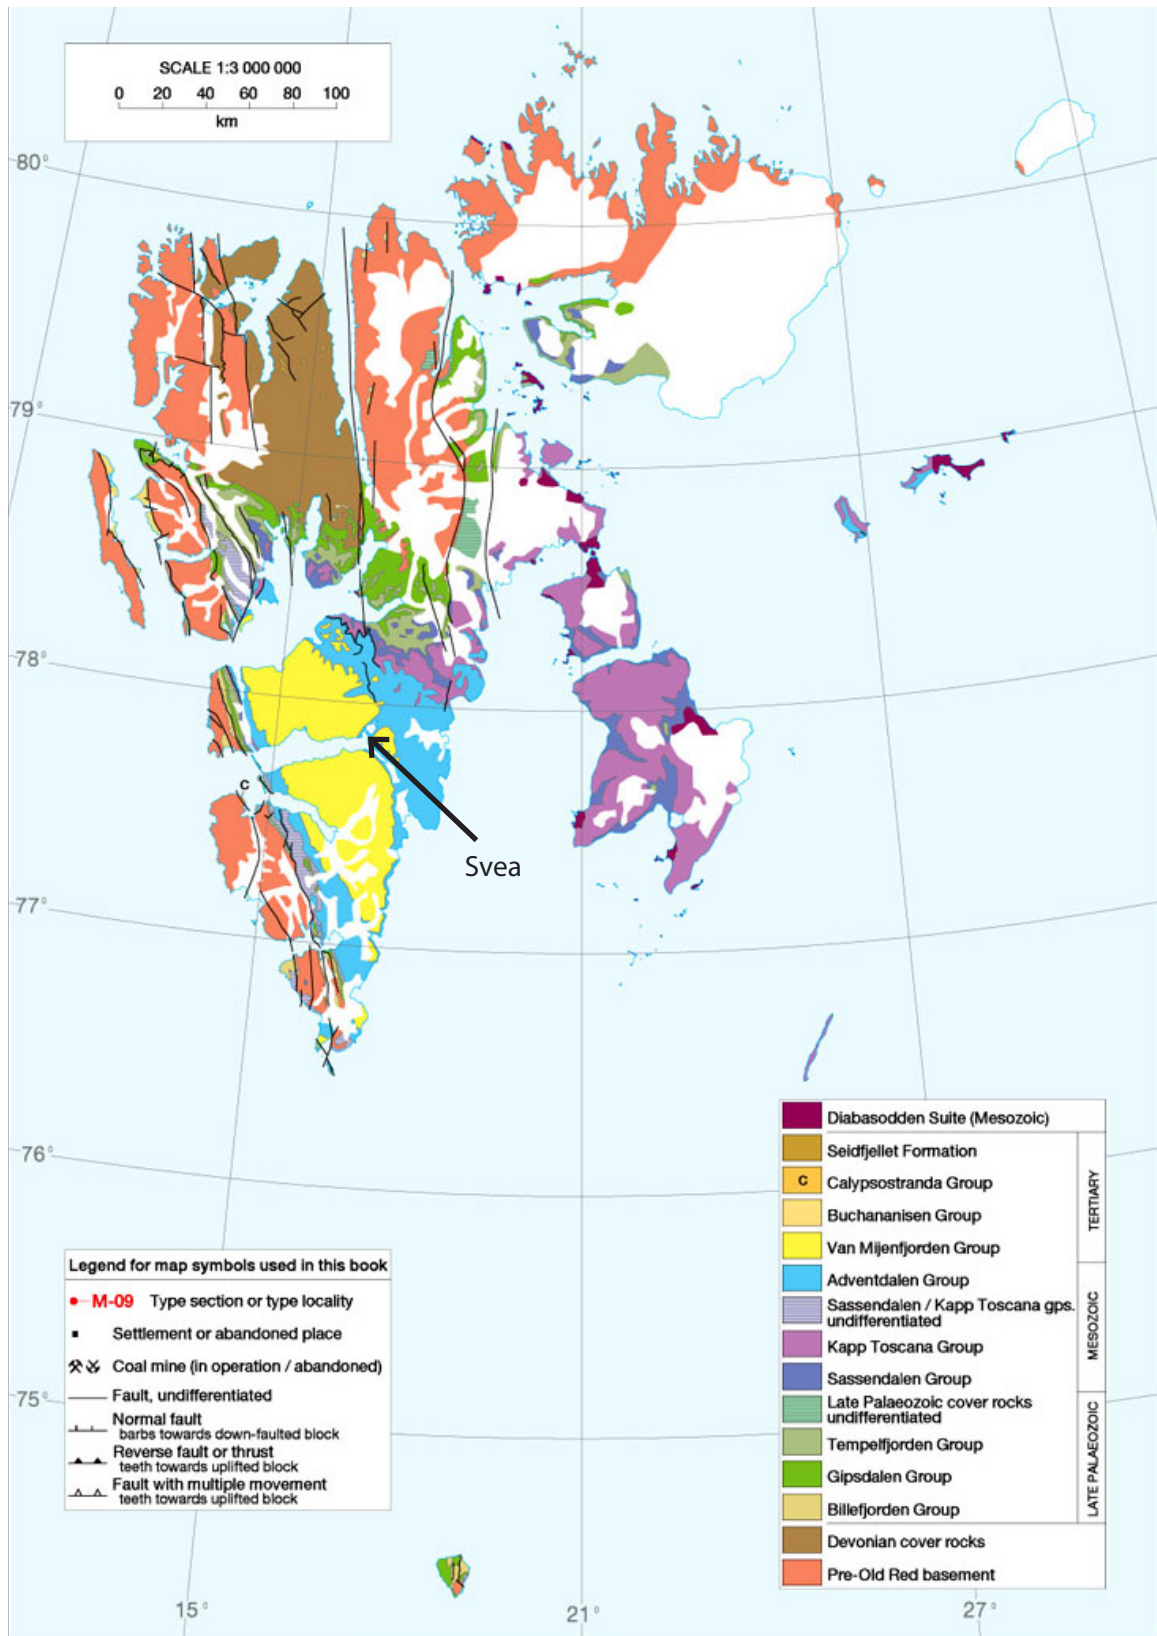 SCALE 1:3 000 000
0 20 40 60 80 100
km
80°
79°
78°
C
Svea
77°
76°
75°
15°
21°
27°
Legend for map symbols used in this book
M-09 Type section or type locality
Settlement or abandoned place
Coal mine (in operation / abandoned)
Fault, undifferentiated
Normal fault
barbs towards down-faulted block
Reverse fault or thrust
teeth towards uplifted block
Fault with multiple movement
teeth towards uplifted block
Diabasodden Suite (Mesozoic)
Seidfjellet Formation
C Calypsostranda Group
Buchananisen Group
Van Mijenfjorden Group
TERTIARY
Adventdalen Group
Sassendalen / Kapp Toscana gps.
undifferentiated
Kapp Toscana Group
Sassendalen Group
MESOZOIC
Late Palaeozoic cover rocks
undifferentiated
Tempelfjorden Group
Gipsdalen Group
Billefjorden Group
LATE PALAEOZOIC
Devonian cover rocks
Pre-Old Red basement